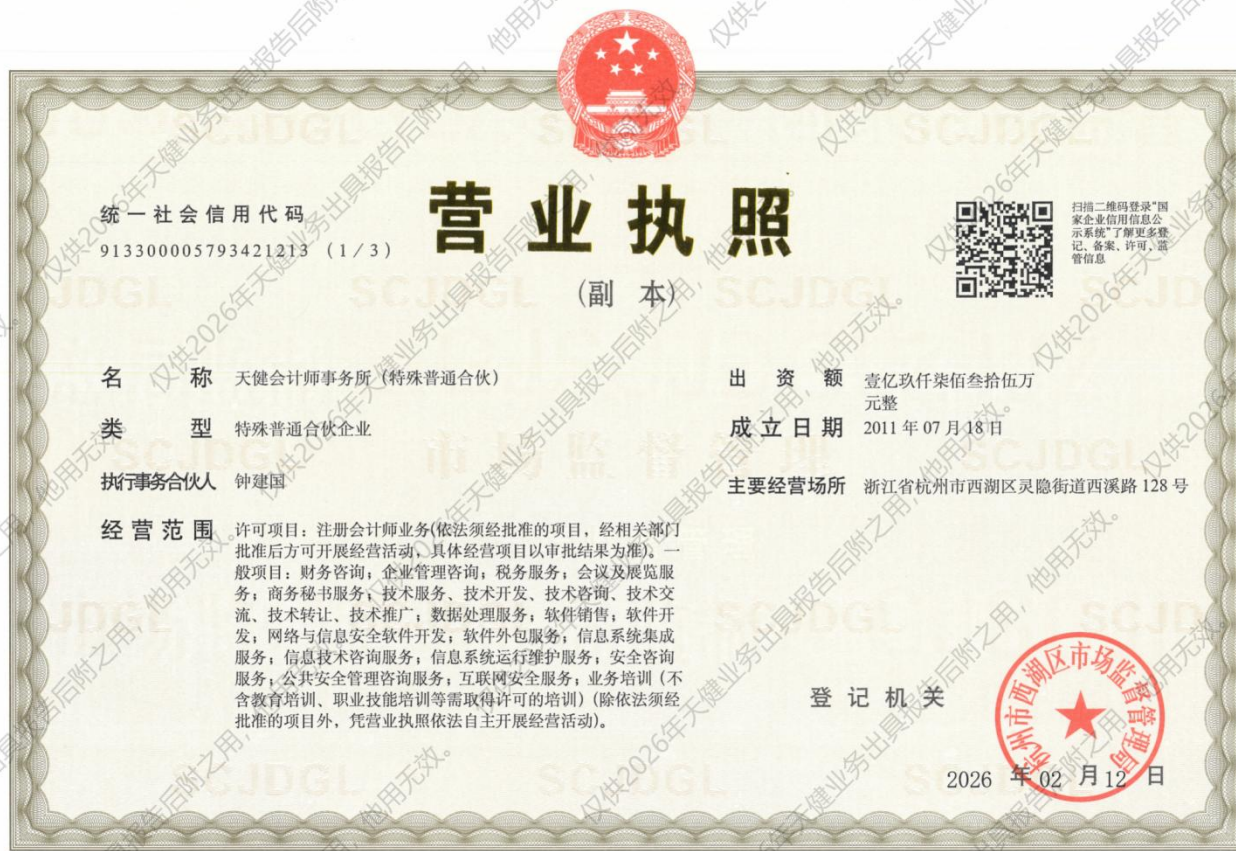 营业执照
(副 本)
统一社会信用代码
913300005793421213 (1/3)
扫描二维码登录"国
家企业信用信息公
示系统"了解更多登
记、备案、许可、监
管信息
名 称 天健会计师事务所(特殊普通合伙)
类 型 特殊普通合伙企业
执行事务合伙人 钟建国
经营范围 许可项目:注册会计师业务(依法须经批准的项目,经相关部门
批准后方可开展经营活动,具体经营项目以审批结果为准)。一
般项目:财务咨询;企业管理咨询;税务服务;会议及展览服
务;商务秘书服务;技术服务、技术开发、技术咨询、技术交
流、技术转让、技术推广;数据处理服务;软件销售;软件开
发;网络与信息安全软件开发;软件外包服务;信息系统集成
服务;信息技术咨询服务;信息系统运行维护服务;安全咨询
服务;公共安全管理咨询服务;互联网安全服务;业务培训(不
含教育培训、职业技能培训等需取得许可的培训)(除依法须经
批准的项目外,凭营业执照依法自主开展经营活动)。
出 资 额 壹亿玖仟柒佰叁拾伍万
元整
成立日期 2011年07月18日
主要经营场所 浙江省杭州市西湖区灵隐街道西溪路128号
登记机关
杭州市西湖区市场监督管理局
2026 年 02 月 12 日
SCJDGL
市场监督管理
仅供2026年天健业务出具报告后附之用,他用无效。